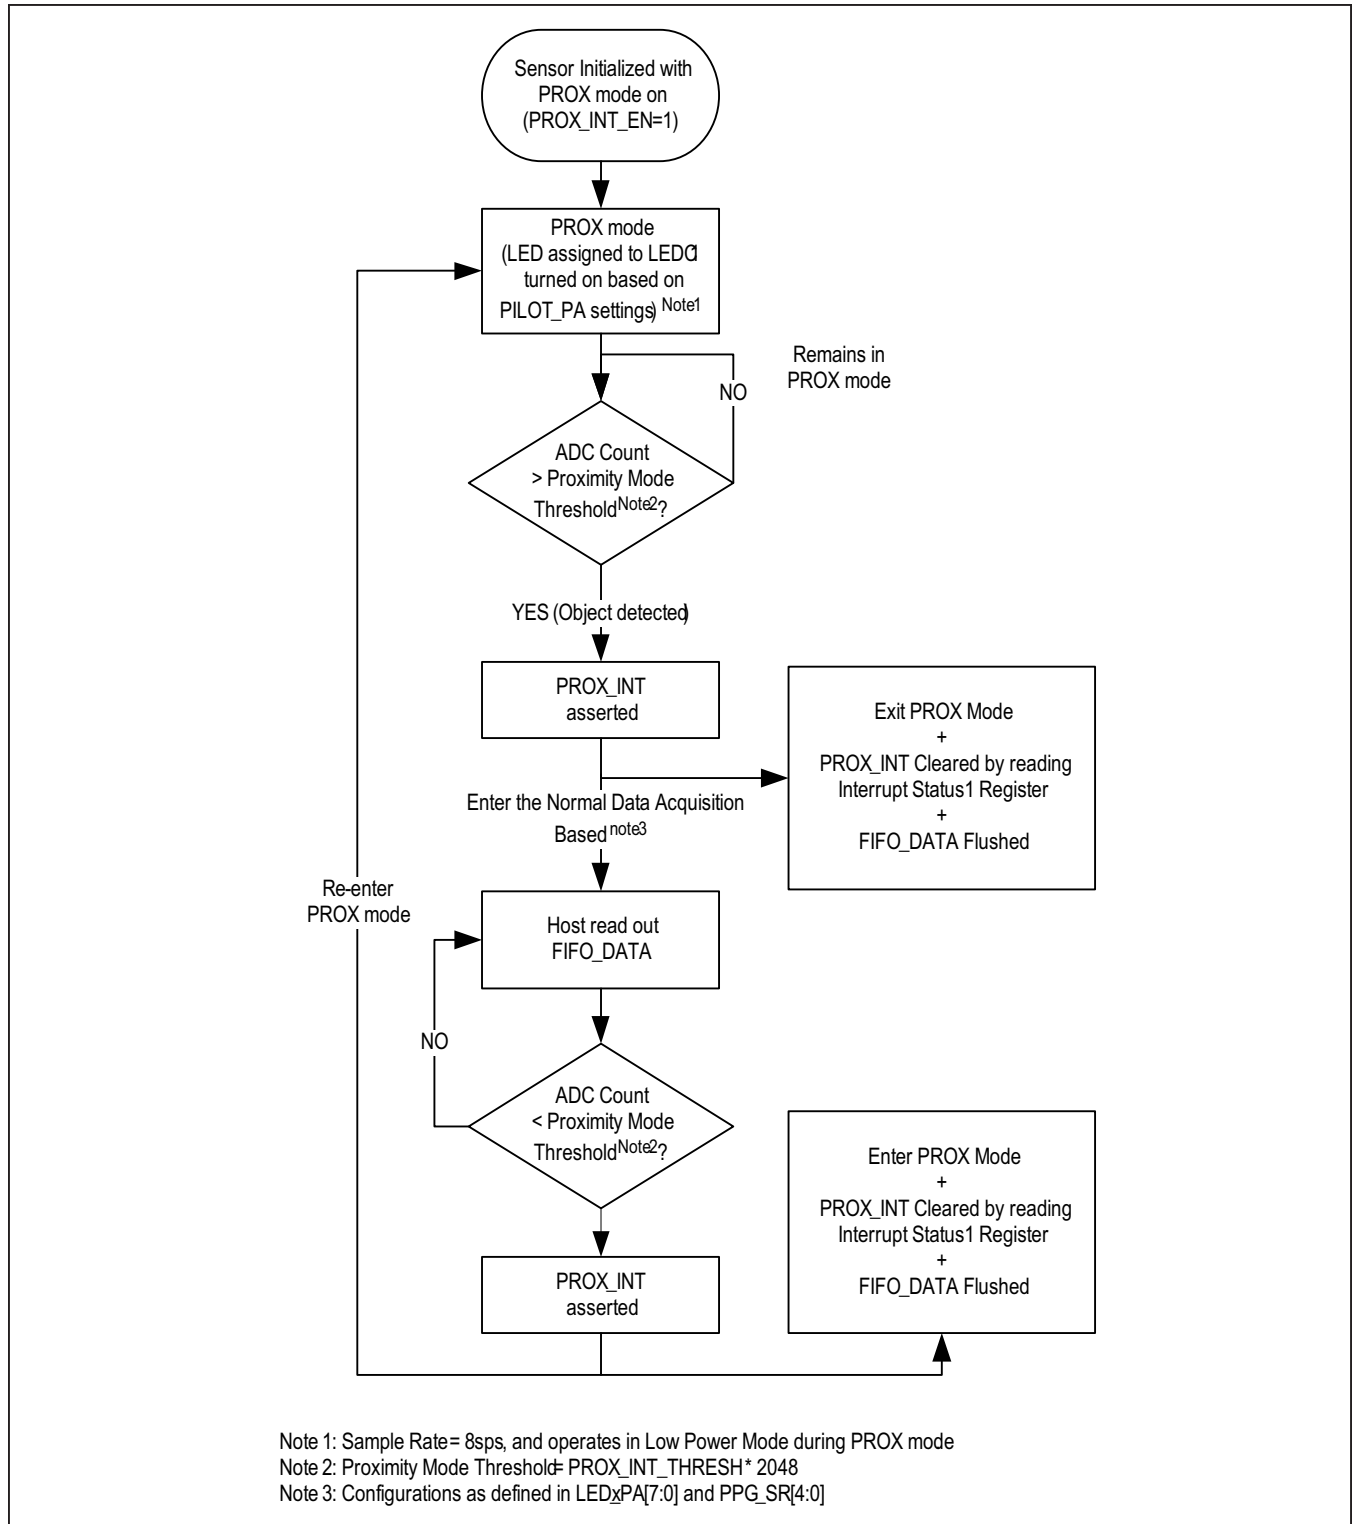 Sensor Initialized with
PROX mode on
(PROX_INT_EN=1)
PROX mode
(LED assigned to LEDC1
turned on based on
PILOT_PA settings) Note1
Remains in
PROX mode
NO
ADC Count
> Proximity Mode
Threshold Note2?
YES (Object detected)
PROX_INT
asserted
Exit PROX Mode
+
PROX_INT Cleared by reading
Interrupt Status1 Register
+
FIFO_DATA Flushed
Enter the Normal Data Acquisition
Based note3
Re-enter
PROX mode
Host read out
FIFO_DATA
NO
ADC Count
< Proximity Mode
Threshold Note2?
Enter PROX Mode
+
PROX_INT Cleared by reading
Interrupt Status1 Register
+
FIFO_DATA Flushed
PROX_INT
asserted
Note 1: Sample Rate = 8sps, and operates in Low Power Mode during PROX mode
Note 2: Proximity Mode Threshold = PROX_INT_THRESH * 2048
Note 3: Configurations as defined in LEDxPA[7:0] and PPG_SR[4:0]